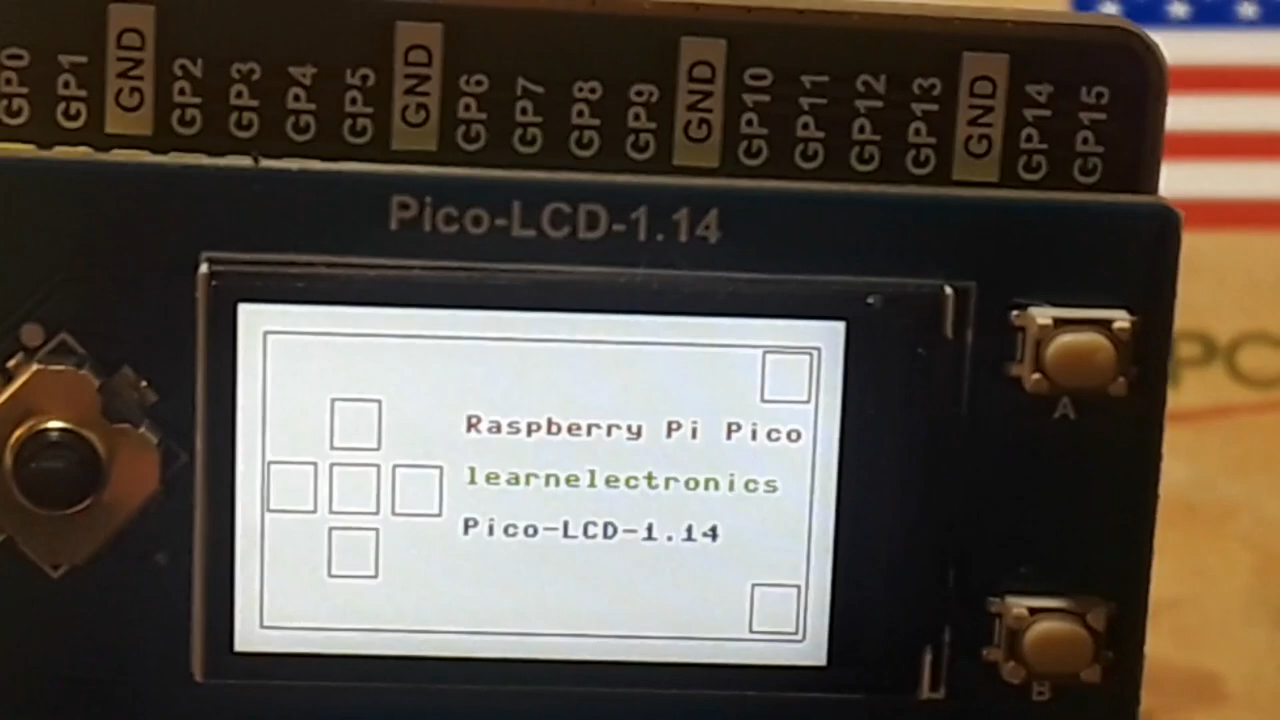 GP0 GP1 GND GP2 GP3 GP4 GP5 GND GP6 GP7 GP8 GP9 GND GP10 GP11 GP12 GP13 GND GP14 GP15
Pico-LCD-1.14
Raspberry Pi Pico
learnelectronics
Pico-LCD-1.14
A
B
PC